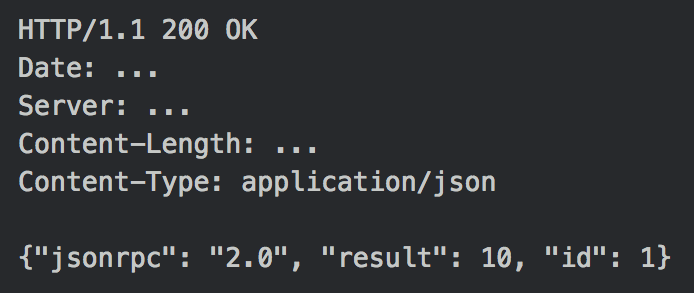 HTTP/1.1 200 OK
Date: ...
Server: ...
Content-Length: ...
Content-Type: application/json
{"jsonrpc": "2.0", "result": 10, "id": 1}